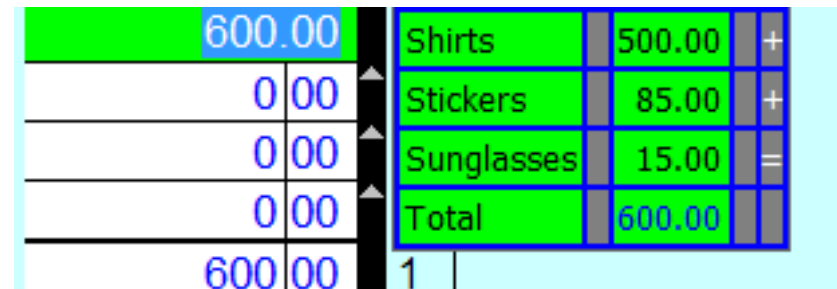 600.00
0 00
0 00
0 00
600 00
Shirts 500.00 +
Stickers 85.00 +
Sunglasses 15.00 =
Total 600.00
1